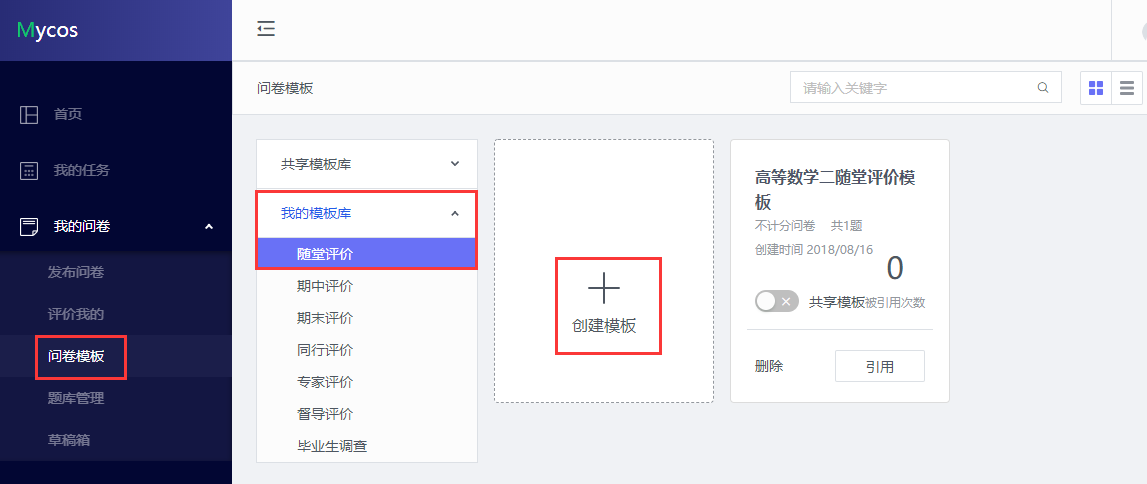 Mycos
首页
我的任务
我的问卷
发布问卷
评价我的
问卷模板
题库管理
草稿箱
问卷模板
请输入关键字
共享模板库
我的模板库
随堂评价
期中评价
期末评价
同行评价
专家评价
督导评价
毕业生调查
创建模板
高等数学二随堂评价模
板
不计分问卷 共1题
创建时间 2018/08/16
0
共享模板被引用次数
删除
引用